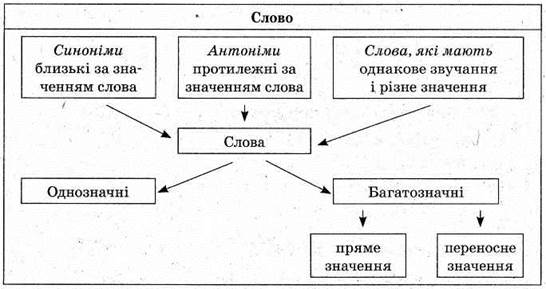 Слово
Синоніми
близькі за зна-
ченням слова
Антоніми
протилежні за
значенням слова
Слова, які мають
однакове звучання
і різне значення
Слова
Однозначні
Багатозначні
пряме
значення
переносне
значення